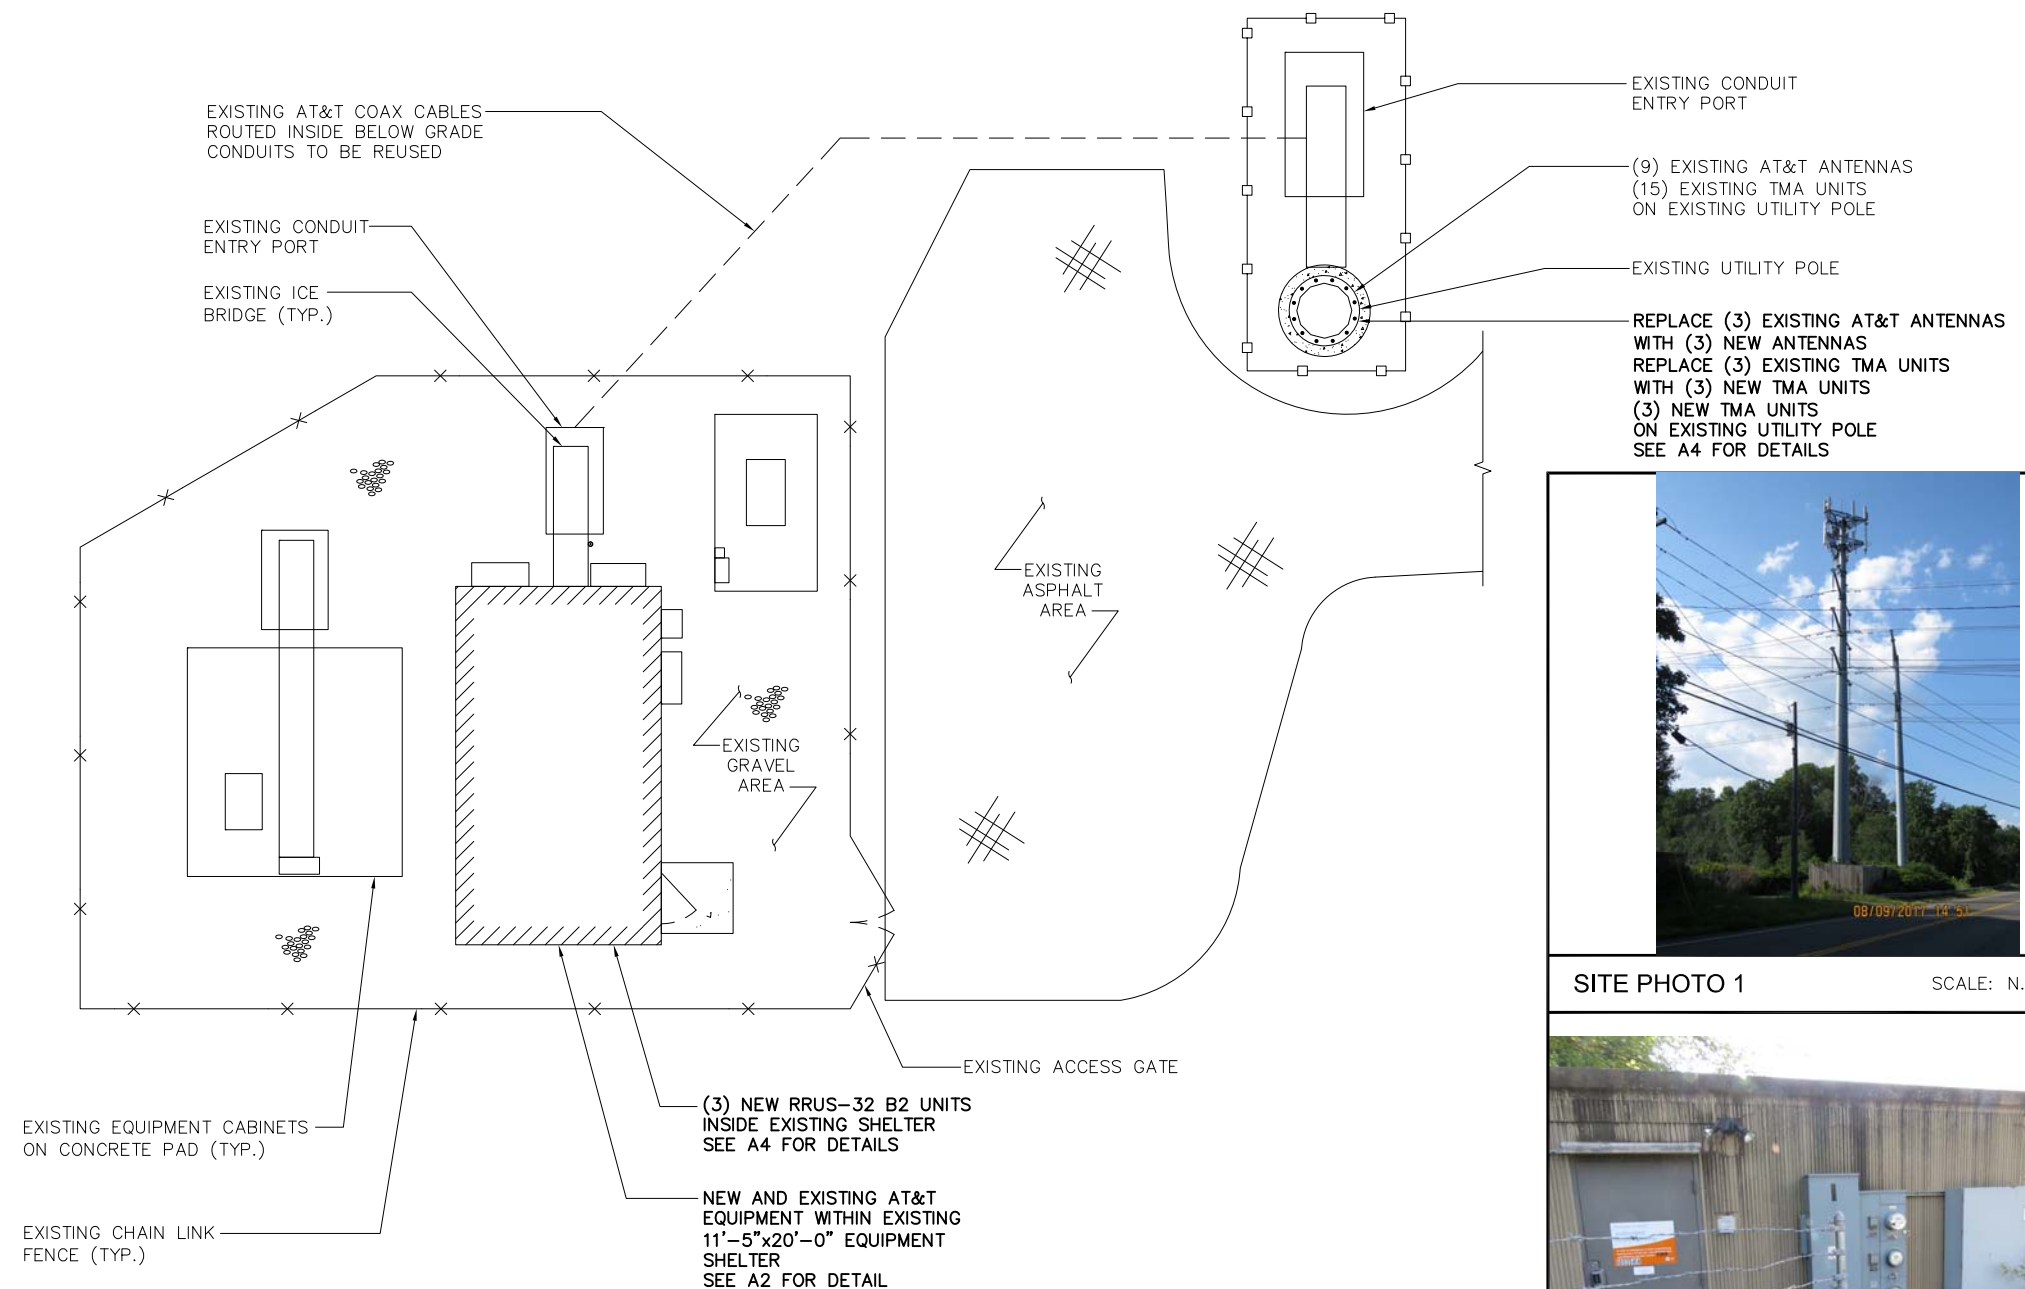 EXISTING AT&T COAX CABLES
ROUTED INSIDE BELOW GRADE
CONDUITS TO BE REUSED
EXISTING CONDUIT
ENTRY PORT
EXISTING ICE
BRIDGE (TYP.)
EXISTING CONDUIT
ENTRY PORT
(9) EXISTING AT&T ANTENNAS
(15) EXISTING TMA UNITS
ON EXISTING UTILITY POLE
EXISTING UTILITY POLE
REPLACE (3) EXISTING AT&T ANTENNAS
WITH (3) NEW ANTENNAS
REPLACE (3) EXISTING TMA UNITS
WITH (3) NEW TMA UNITS
(3) NEW TMA UNITS
ON EXISTING UTILITY POLE
SEE A4 FOR DETAILS
EXISTING
ASPHALT
AREA
EXISTING
GRAVEL
AREA
08/09/2017 14:51
SITE PHOTO 1
SCALE: N.
EXISTING ACCESS GATE
(3) NEW RRUS-32 B2 UNITS
INSIDE EXISTING SHELTER
SEE A4 FOR DETAILS
NEW AND EXISTING AT&T
EQUIPMENT WITHIN EXISTING
11'-5"x20'-0" EQUIPMENT
SHELTER
SEE A2 FOR DETAIL
EXISTING EQUIPMENT CABINETS
ON CONCRETE PAD (TYP.)
EXISTING CHAIN LINK
FENCE (TYP.)